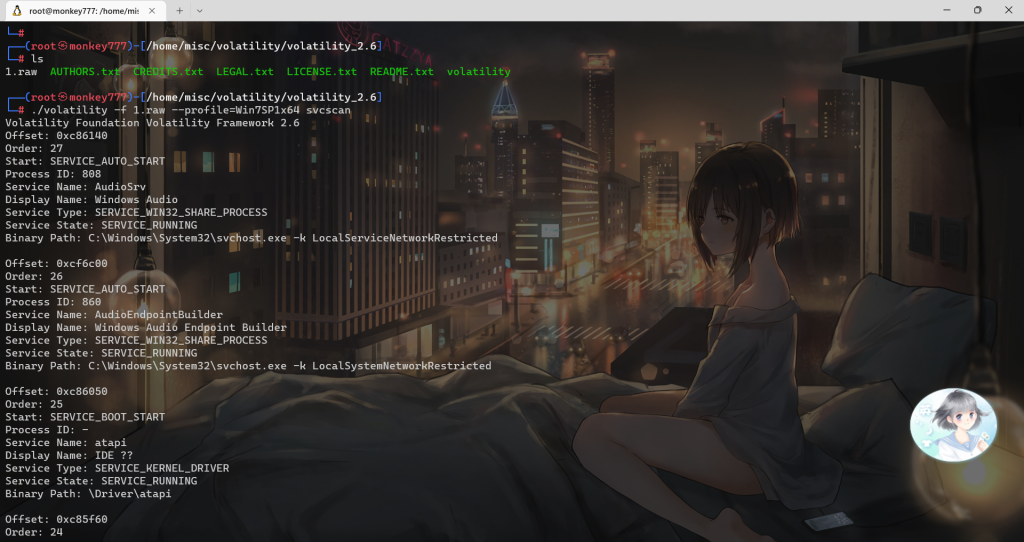 root@monkey777: /home/mis
└─#
┌──(root㉿monkey777)-[/home/misc/volatility/volatility_2.6]
└─# ls
1.raw AUTHORS.txt CREDITS.txt LEGAL.txt LICENSE.txt README.txt volatility
┌──(root㉿monkey777)-[/home/misc/volatility/volatility_2.6]
└─# ./volatility -f 1.raw --profile=Win7SP1x64 svcscan
Volatility Foundation Volatility Framework 2.6
Offset: 0xc86140
Order: 27
Start: SERVICE_AUTO_START
Process ID: 808
Service Name: AudioSrv
Display Name: Windows Audio
Service Type: SERVICE_WIN32_SHARE_PROCESS
Service State: SERVICE_RUNNING
Binary Path: C:\Windows\System32\svchost.exe -k LocalServiceNetworkRestricted
Offset: 0xcf6c00
Order: 26
Start: SERVICE_AUTO_START
Process ID: 860
Service Name: AudioEndpointBuilder
Display Name: Windows Audio Endpoint Builder
Service Type: SERVICE_WIN32_SHARE_PROCESS
Service State: SERVICE_RUNNING
Binary Path: C:\Windows\System32\svchost.exe -k LocalSystemNetworkRestricted
Offset: 0xc86050
Order: 25
Start: SERVICE_BOOT_START
Process ID: -
Service Name: atapi
Display Name: IDE ??
Service Type: SERVICE_KERNEL_DRIVER
Service State: SERVICE_RUNNING
Binary Path: \Driver\atapi
Offset: 0xc85f60
Order: 24